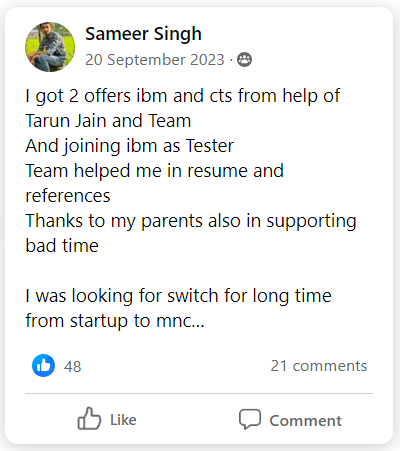 Sameer Singh
20 September 2023 ·
I got 2 offers ibm and cts from help of
Tarun Jain and Team
And joining ibm as Tester
Team helped me in resume and
references
Thanks to my parents also in supporting
bad time
I was looking for switch for long time
from startup to mnc...
48
21 comments
Like
Comment